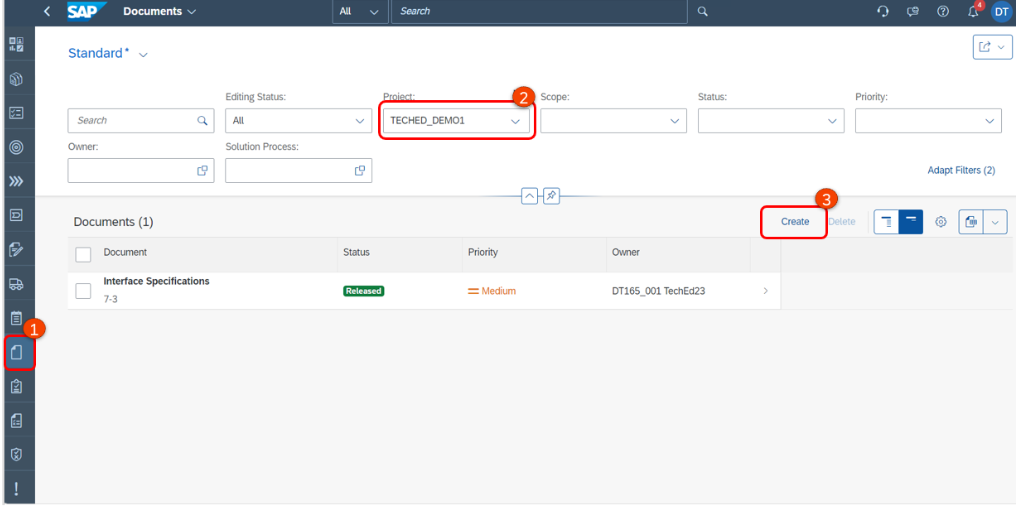 SAP Documents All Search 4 DT
Standard*
Editing Status: Project: 2 Scope: Status: Priority:
Search All TECHED_DEMO1
Owner: Solution Process:
Adapt Filters (2)
3
Documents (1) Create Delete
Document Status Priority Owner
Interface Specifications
7-3 Released Medium DT165_001 TechEd23
1